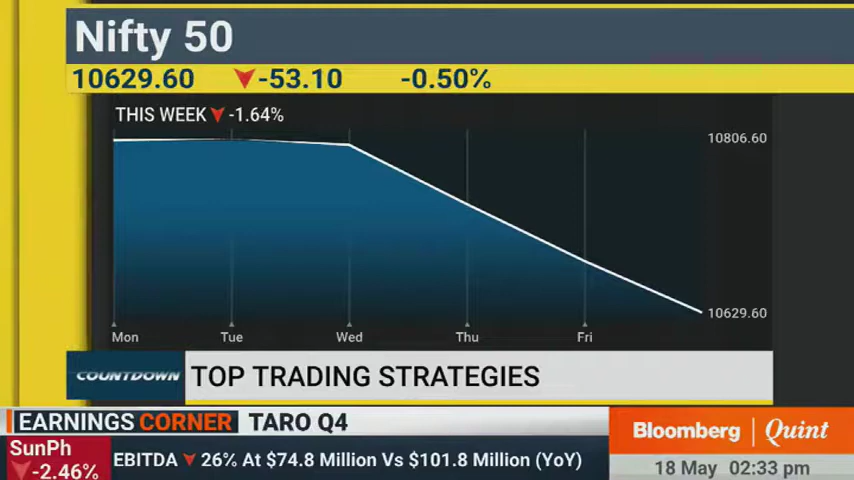 Nifty 50
10629.60 -53.10 -0.50%
THIS WEEK -1.64%
10806.60
10629.60
Mon Tue Wed Thu Fri
COUNTDOWN TOP TRADING STRATEGIES
EARNINGS CORNER TARO Q4
Bloomberg | Quint
SunPh
-2.46%
EBITDA 26% At $74.8 Million Vs $101.8 Million (YoY)
18 May 02:33 pm